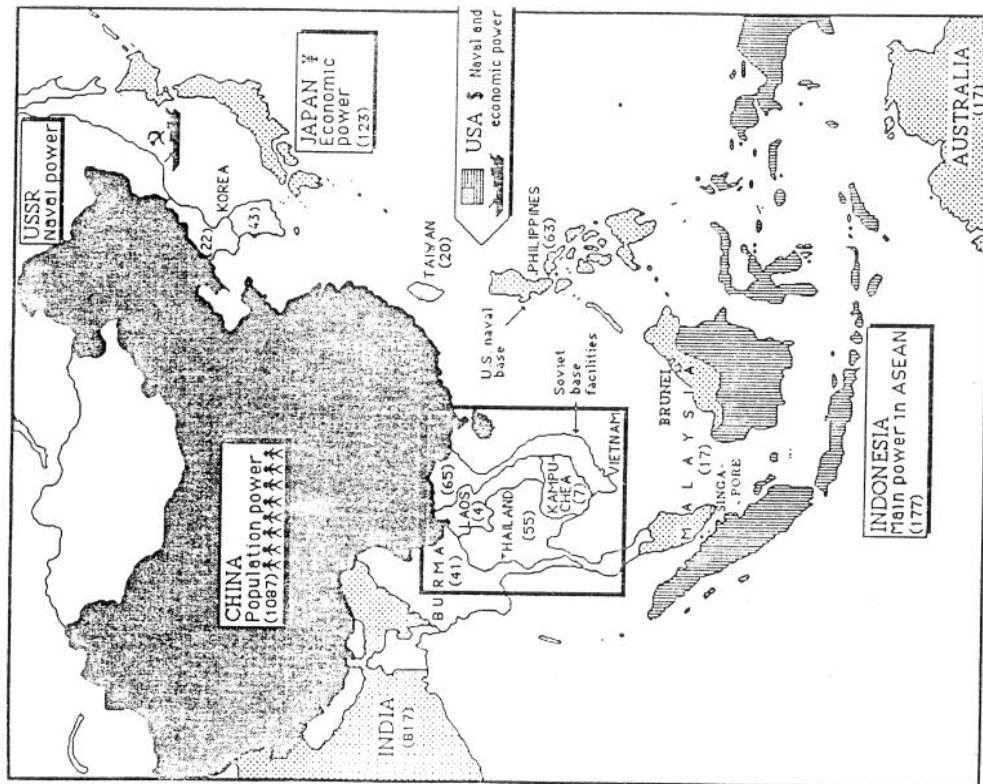 USSR
Naval power
JAPAN ¥
Economic
power
(123)
USA $ Naval and
economic power
KOREA
(22)
(43)
CHINA
Population power
(1087)
TAIWAN
(20)
PHILIPPINES
(63)
U.S. naval
base
Soviet
base
facilities
INDIA
(817)
BURMA
(41)
LAOS
(4)
(65)
THAILAND
(55)
KAMPU
CHEA
(7)
VIETNAM
BRUNEI
MALAYSIA
(17)
SINGA-
PORE
INDONESIA
Main power in ASEAN
(177)
AUSTRALIA
(17)